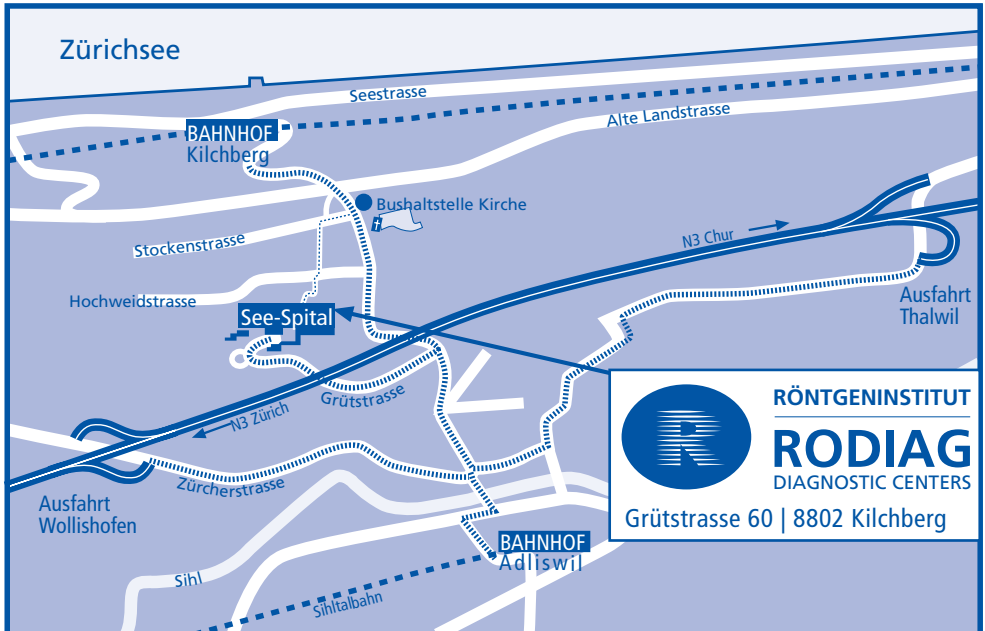 Zürichsee
Seestrasse
Alte Landstrasse
BAHNHOF
Kilchberg
Bushaltstelle Kirche
Stockenstrasse
N3 Chur
Hochweidstrasse
See-Spital
Ausfahrt
Thalwil
Grütstrasse
N3 Zürich
Zürcherstrasse
Ausfahrt
Wollishofen
RÖNTGENINSTITUT
R
RODIAG
DIAGNOSTIC CENTERS
Grütstrasse 60 | 8802 Kilchberg
BAHNHOF
Adliswil
Sihl
Sihltalbahn